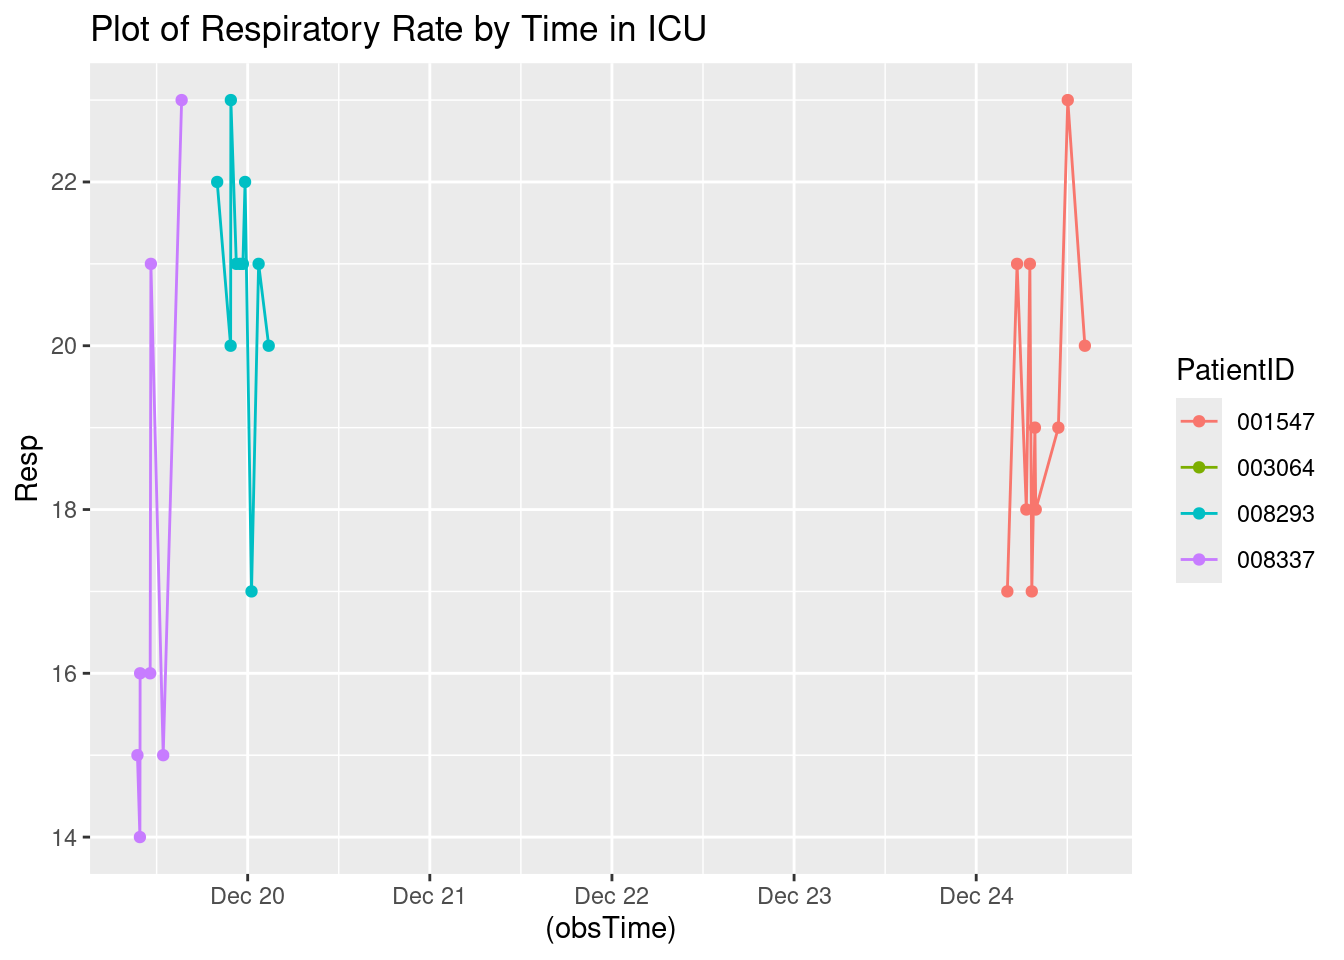 Plot of Respiratory Rate by Time in ICU
Resp
22
20
18
16
14
Dec 20 Dec 21 Dec 22 Dec 23 Dec 24
(obsTime)
PatientID
001547
003064
008293
008337